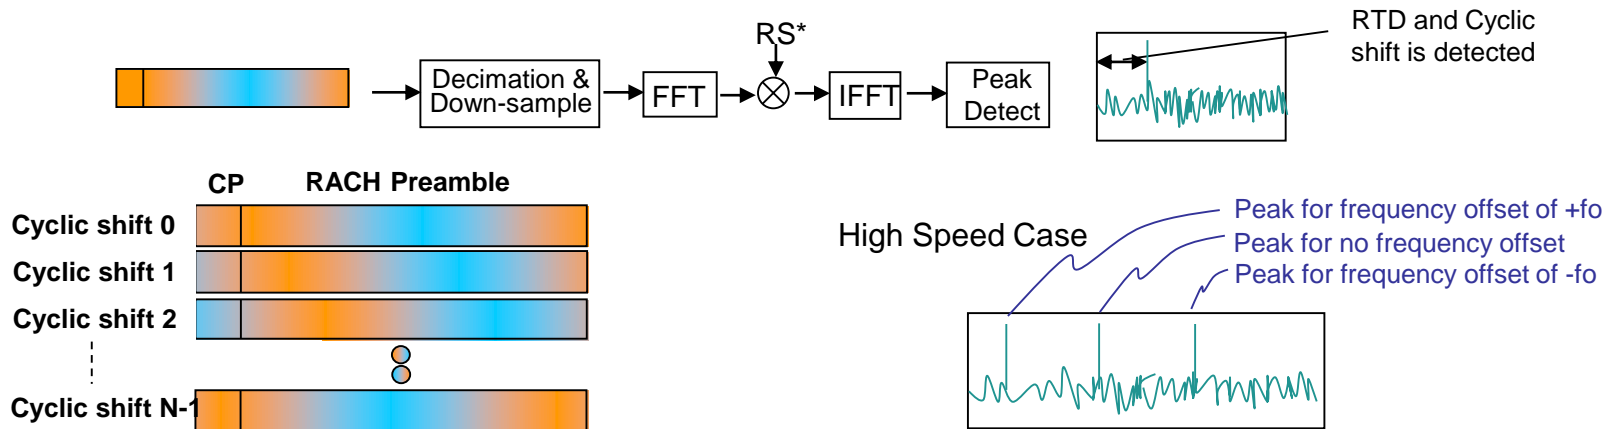 RS*
RTD and Cyclic
shift is detected
Decimation &
Down-sample
FFT
IFFT
Peak
Detect
CP
RACH Preamble
Cyclic shift 0
Cyclic shift 1
Cyclic shift 2
Cyclic shift N-1
High Speed Case
Peak for frequency offset of +fo
Peak for no frequency offset
Peak for frequency offset of -fo